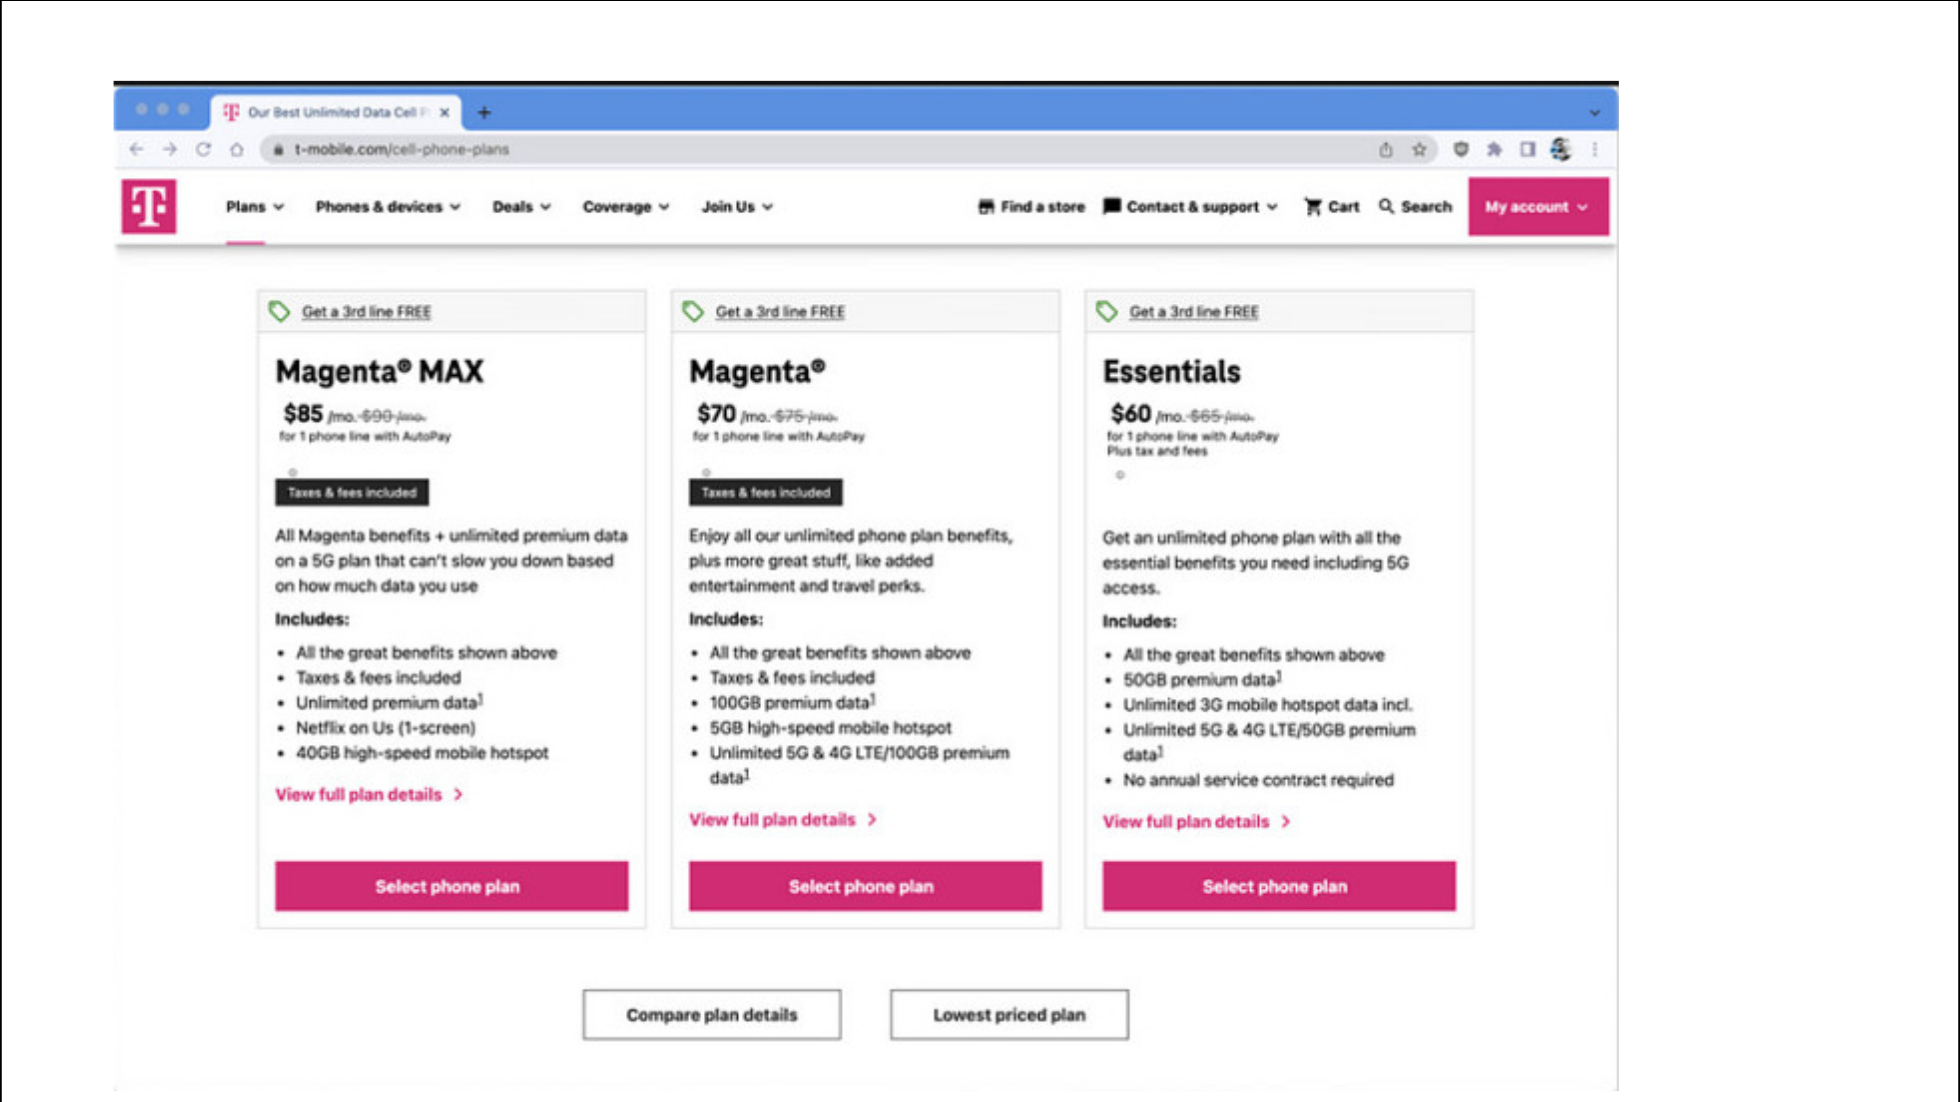 Our Best Unlimited Data Cell
t-mobile.com/cell-phone-plans
T
Plans
Phones & devices
Deals
Coverage
Join Us
Find a store
Contact & support
Cart
Search
My account
Get a 3rd line FREE
Magenta® MAX
$85 /mo. $90 /mo.
for 1 phone line with AutoPay
Taxes & fees included
All Magenta benefits + unlimited premium data
on a 5G plan that can't slow you down based
on how much data you use
Includes:
• All the great benefits shown above
• Taxes & fees included
• Unlimited premium data1
• Netflix on Us (1-screen)
• 40GB high-speed mobile hotspot
View full plan details >
Select phone plan
Get a 3rd line FREE
Magenta®
$70 /mo. $75 /mo.
for 1 phone line with AutoPay
Taxes & fees included
Enjoy all our unlimited phone plan benefits,
plus more great stuff, like added
entertainment and travel perks.
Includes:
• All the great benefits shown above
• Taxes & fees included
• 100GB premium data1
• 5GB high-speed mobile hotspot
• Unlimited 5G & 4G LTE/100GB premium
data1
View full plan details >
Select phone plan
Get a 3rd line FREE
Essentials
$60 /mo. $65 /mo.
for 1 phone line with AutoPay
Plus tax and fees
Get an unlimited phone plan with all the
essential benefits you need including 5G
access.
Includes:
• All the great benefits shown above
• 50GB premium data1
• Unlimited 3G mobile hotspot data incl.
• Unlimited 5G & 4G LTE/50GB premium
data1
• No annual service contract required
View full plan details >
Select phone plan
Compare plan details
Lowest priced plan